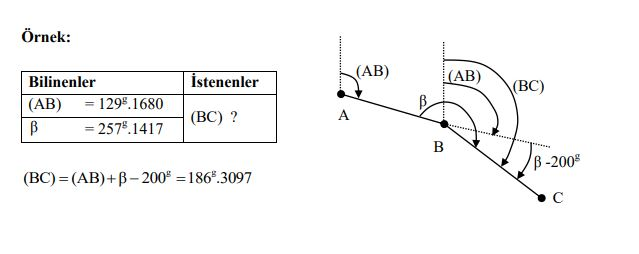 Örnek:
Bilinenler İstenenler
(AB) = 129ᵍ.1680
(BC) ?
β = 257ᵍ.1417
(BC) = (AB) + β − 200ᵍ = 186ᵍ.3097
(AB)
(AB)
(BC)
β
A
B
β -200ᵍ
C